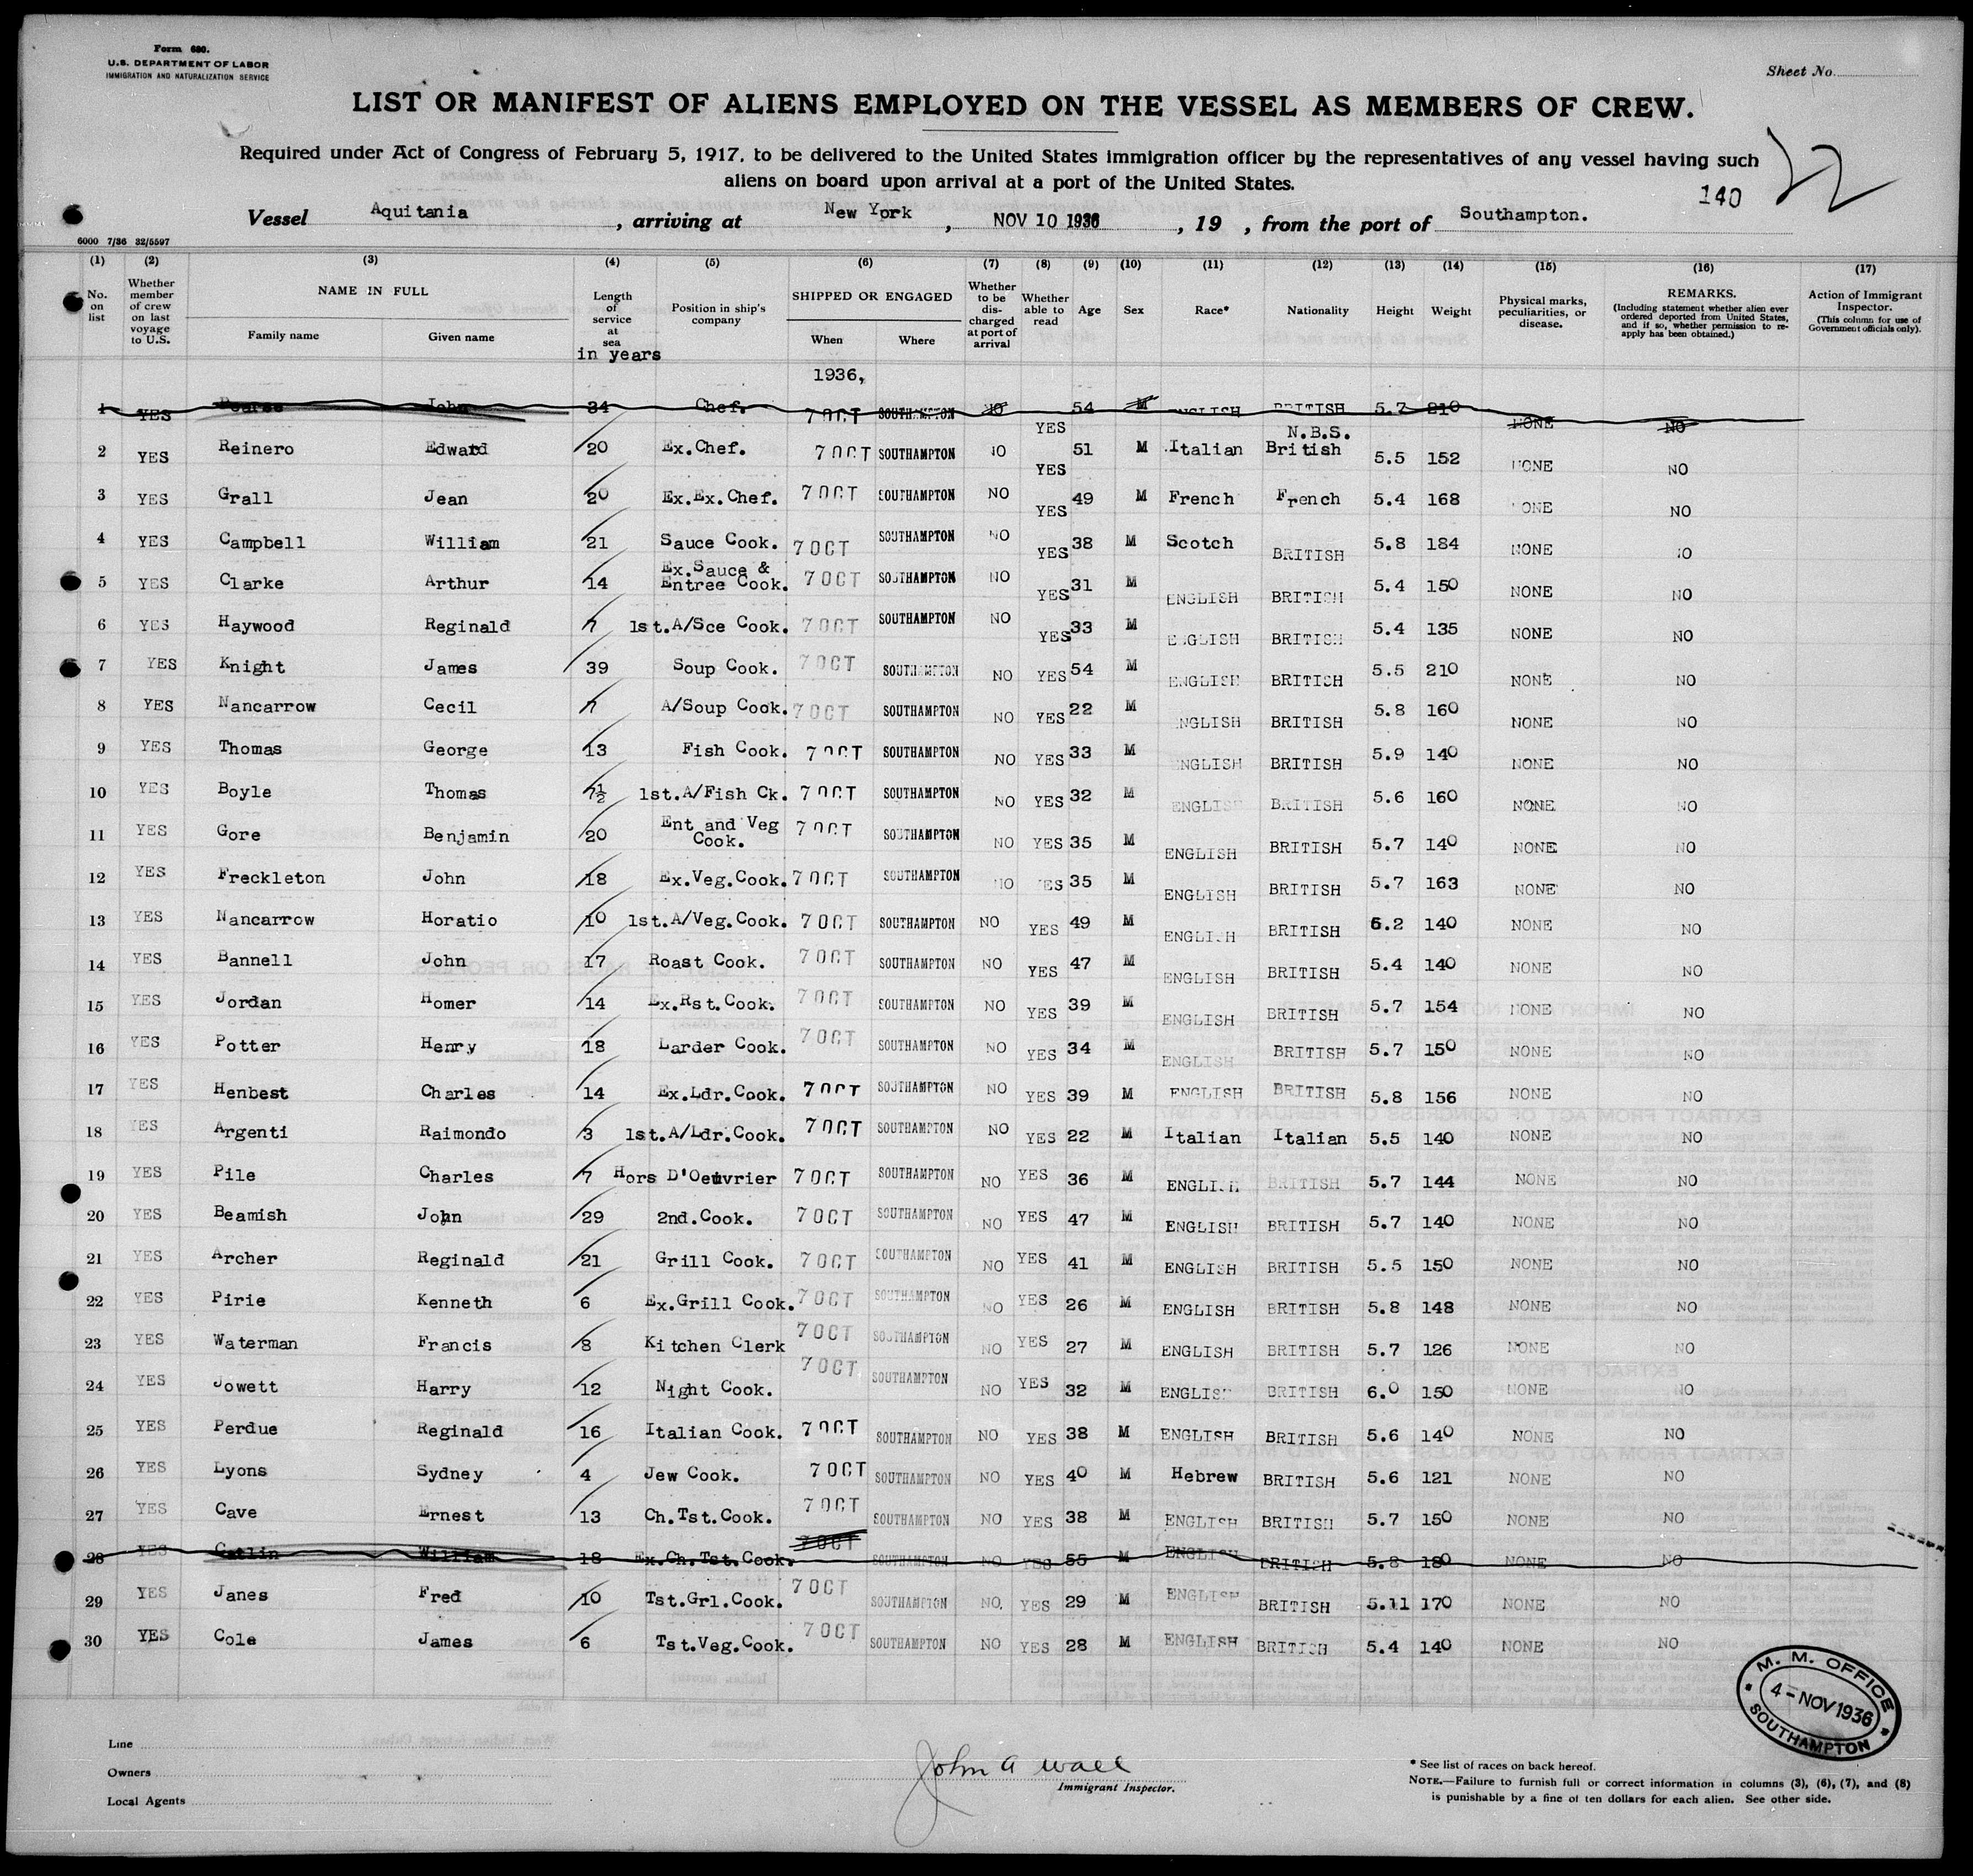 Form 680.
U.S. DEPARTMENT OF LABOR
IMMIGRATION AND NATURALIZATION SERVICE
Sheet No.
LIST OR MANIFEST OF ALIENS EMPLOYED ON THE VESSEL AS MEMBERS OF CREW.
Required under Act of Congress of February 5, 1917, to be delivered to the United States immigration officer by the representatives of any vessel having such
aliens on board upon arrival at a port of the United States.
140 22
Vessel Aquitania, arriving at New York, NOV 10 1936, 19 , from the port of Southampton.
6000 7/36 32/5597
(1) (2) (3) (4) (5) (6) (7) (8) (9) (10) (11) (12) (13) (14) (15) (16) (17)
No. on list
Whether member of crew on last voyage to U.S.
NAME IN FULL
Family name Given name
Length of service at sea in years
Position in ship's company
SHIPPED OR ENGAGED
When Where
Whether to be discharged at port of arrival
Whether able to read
Age
Sex
Race*
Nationality
Height
Weight
Physical marks, peculiarities, or disease.
REMARKS.
(Including statement whether alien ever ordered deported from United States, and if so, whether permission to re-apply has been obtained.)
Action of Immigrant Inspector.
(This column for use of Government officials only).
1936,
1 YES Pearse John 34 Chef. 7 OCT SOUTHAMPTON NO YES 54 M ENGLISH BRITISH 5.7 210 NONE NO
2 YES Reinero Edward 20 Ex.Chef. 7 OCT SOUTHAMPTON NO YES 51 M Italian N.B.S. British 5.5 152 NONE NO
3 YES Grall Jean 20 Ex.Ex.Chef. 7 OCT SOUTHAMPTON NO YES 49 M French French 5.4 168 NONE NO
4 YES Campbell William 21 Sauce Cook. 7 OCT SOUTHAMPTON NO YES 38 M Scotch BRITISH 5.8 184 NONE NO
5 YES Clarke Arthur 14 Ex.Sauce & Entree Cook. 7 OCT SOUTHAMPTON NO YES 31 M ENGLISH BRITISH 5.4 150 NONE NO
6 YES Haywood Reginald 7 1st.A/Sce Cook. 7 OCT SOUTHAMPTON NO YES 33 M ENGLISH BRITISH 5.4 135 NONE NO
7 YES Knight James 39 Soup Cook. 7 OCT SOUTHAMPTON NO YES 54 M ENGLISH BRITISH 5.5 210 NONE NO
8 YES Nancarrow Cecil 7 A/Soup Cook. 7 OCT SOUTHAMPTON NO YES 22 M ENGLISH BRITISH 5.8 160 NONE NO
9 YES Thomas George 13 Fish Cook. 7 OCT SOUTHAMPTON NO YES 33 M ENGLISH BRITISH 5.9 140 NONE NO
10 YES Boyle Thomas 7½ 1st.A/Fish Ck. 7 OCT SOUTHAMPTON NO YES 32 M ENGLISH BRITISH 5.6 160 NONE NO
11 YES Gore Benjamin 20 Ent and Veg Cook. 7 OCT SOUTHAMPTON NO YES 35 M ENGLISH BRITISH 5.7 140 NONE NO
12 YES Freckleton John 18 Ex.Veg.Cook. 7 OCT SOUTHAMPTON NO YES 35 M ENGLISH BRITISH 5.7 163 NONE NO
13 YES Nancarrow Horatio 10 1st.A/Veg.Cook. 7 OCT SOUTHAMPTON NO YES 49 M ENGLISH BRITISH 6.2 140 NONE NO
14 YES Bannell John 17 Roast Cook. 7 OCT SOUTHAMPTON NO YES 47 M ENGLISH BRITISH 5.4 140 NONE NO
15 YES Jordan Homer 14 Ex.Rst.Cook. 7 OCT SOUTHAMPTON NO YES 39 M ENGLISH BRITISH 5.7 154 NONE NO
16 YES Potter Henry 18 Larder Cook. 7 OCT SOUTHAMPTON NO YES 34 M ENGLISH BRITISH 5.7 150 NONE NO
17 YES Henbest Charles 14 Ex.Ldr.Cook. 7 OCT SOUTHAMPTON NO YES 39 M ENGLISH BRITISH 5.8 156 NONE NO
18 YES Argenti Raimondo 3 1st.A/Ldr.Cook. 7 OCT SOUTHAMPTON NO YES 22 M Italian Italian 5.5 140 NONE NO
19 YES Pile Charles 7 Hors D'Oeuvrier 7 OCT SOUTHAMPTON NO YES 36 M ENGLISH BRITISH 5.7 144 NONE NO
20 YES Beamish John 29 2nd.Cook. 7 OCT SOUTHAMPTON NO YES 47 M ENGLISH BRITISH 5.7 140 NONE NO
21 YES Archer Reginald 21 Grill Cook. 7 OCT SOUTHAMPTON NO YES 41 M ENGLISH BRITISH 5.5 150 NONE NO
22 YES Pirie Kenneth 6 Ex.Grill Cook. 7 OCT SOUTHAMPTON NO YES 26 M ENGLISH BRITISH 5.8 148 NONE NO
23 YES Waterman Francis 8 Kitchen Clerk 7 OCT SOUTHAMPTON NO YES 27 M ENGLISH BRITISH 5.7 126 NONE NO
24 YES Jowett Harry 12 Night Cook. 7 OCT SOUTHAMPTON NO YES 32 M ENGLISH BRITISH 6.0 150 NONE NO
25 YES Perdue Reginald 16 Italian Cook. 7 OCT SOUTHAMPTON NO YES 38 M ENGLISH BRITISH 5.6 140 NONE NO
26 YES Lyons Sydney 4 Jew Cook. 7 OCT SOUTHAMPTON NO YES 40 M Hebrew BRITISH 5.6 121 NONE NO
27 YES Cave Ernest 13 Ch.Tst.Cook. 7 OCT SOUTHAMPTON NO YES 38 M ENGLISH BRITISH 5.7 150 NONE NO
28 YES Catlin William 18 Ex.Ch.Tst.Cook. 7 OCT SOUTHAMPTON NO YES 55 M ENGLISH BRITISH 5.8 180 NONE NO
29 YES Janes Fred 10 Tst.Grl.Cook. 7 OCT SOUTHAMPTON NO. YES 29 M ENGLISH BRITISH 5.11 170 NONE NO
30 YES Cole James 6 Tst.Veg.Cook. 7 OCT SOUTHAMPTON NO YES 28 M ENGLISH BRITISH 5.4 140 NONE NO
M. M. OFFICE
4 - NOV 1936
SOUTHAMPTON
Line
Owners
Local Agents
John A Wall
Immigrant Inspector.
* See list of races on back hereof.
NOTE.—Failure to furnish full or correct information in columns (3), (6), (7), and (8)
is punishable by a fine of ten dollars for each alien. See other side.